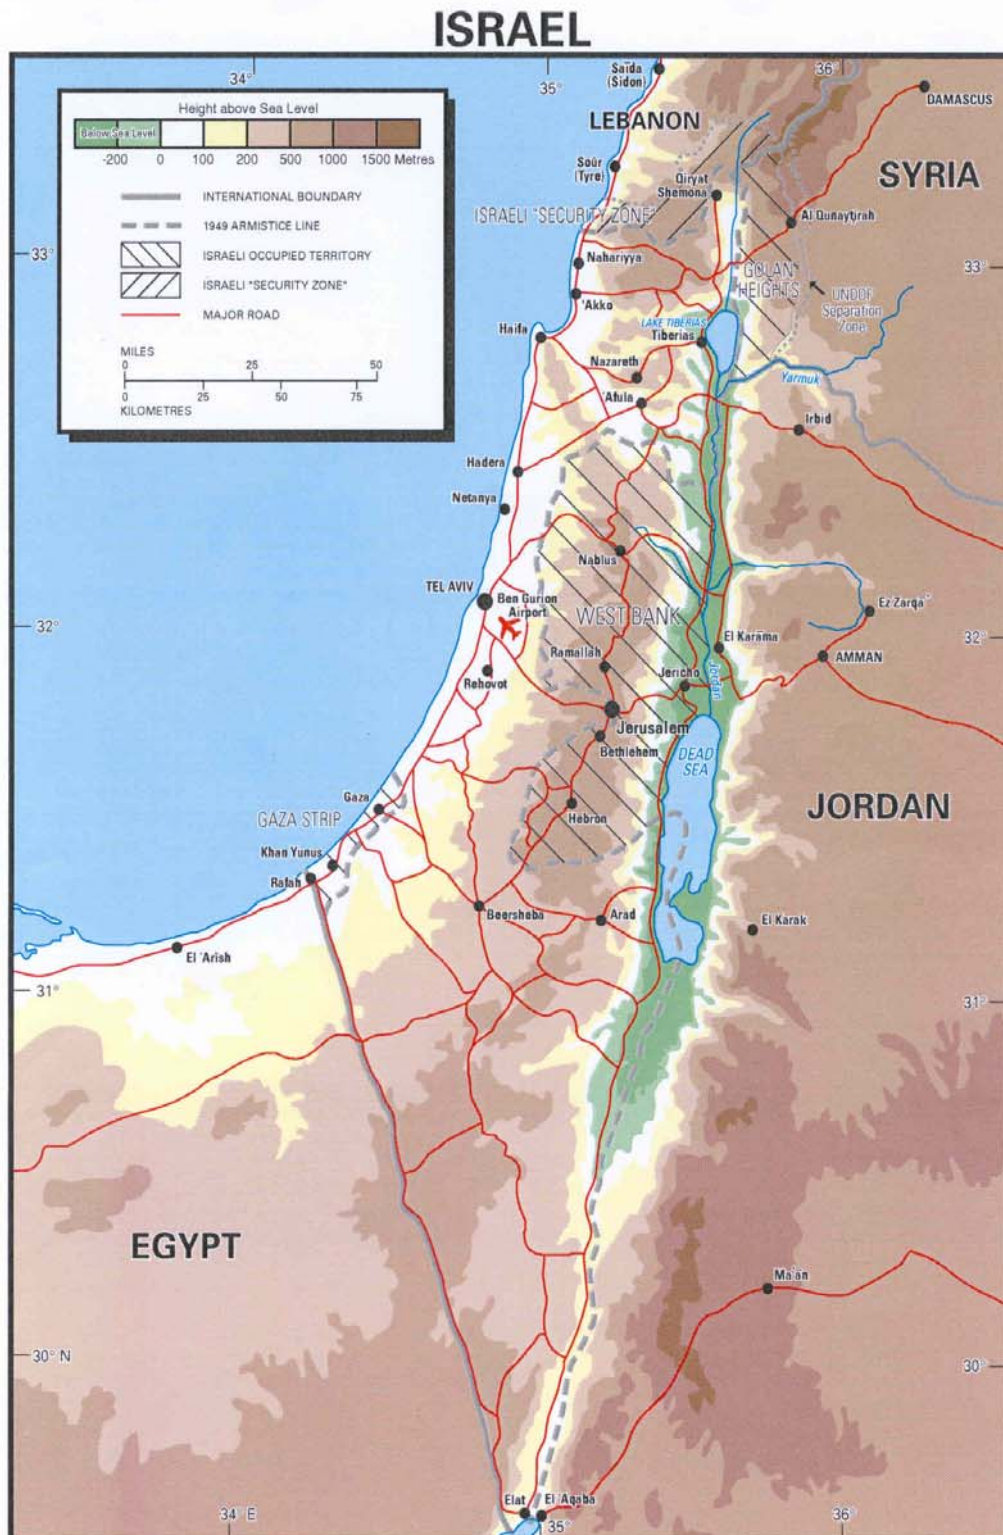 ISRAEL
34°
35°
36°
Height above Sea Level
Below Sea Level
-200 0 100 200 500 1000 1500 Metres
INTERNATIONAL BOUNDARY
1949 ARMISTICE LINE
ISRAELI OCCUPIED TERRITORY
ISRAELI "SECURITY ZONE"
MAJOR ROAD
MILES
0 25 50
0 25 50 75
KILOMETRES
Saïda
(Sidon)
DAMASCUS
LEBANON
SYRIA
Soûr
(Tyre)
Qiryat
Shemona
ISRAELI "SECURITY ZONE"
Al Qunayţirah
33°
33°
Nahariyya
GOLAN
HEIGHTS
UNDOF
Separation
Zone
'Akko
LAKE TIBERIAS
Haifa
Tiberias
Nazareth
Yarmuk
'Afula
Irbid
Hadera
Netanya
Nablus
TEL AVIV
Ben Gurion
Airport
WEST BANK
Ez Zarqa'
32°
32°
El Karāma
Ramallah
AMMAN
Rehovot
Jericho
Jordan
Jerusalem
Bethlehem
DEAD
SEA
Gaza
GAZA STRIP
Hebron
JORDAN
Khan Yunus
Rafah
Beersheba
Arad
El Karak
El 'Arîsh
31°
31°
EGYPT
Ma'ān
30° N
30°
Elat
El 'Aqaba
34° E
35°
36°